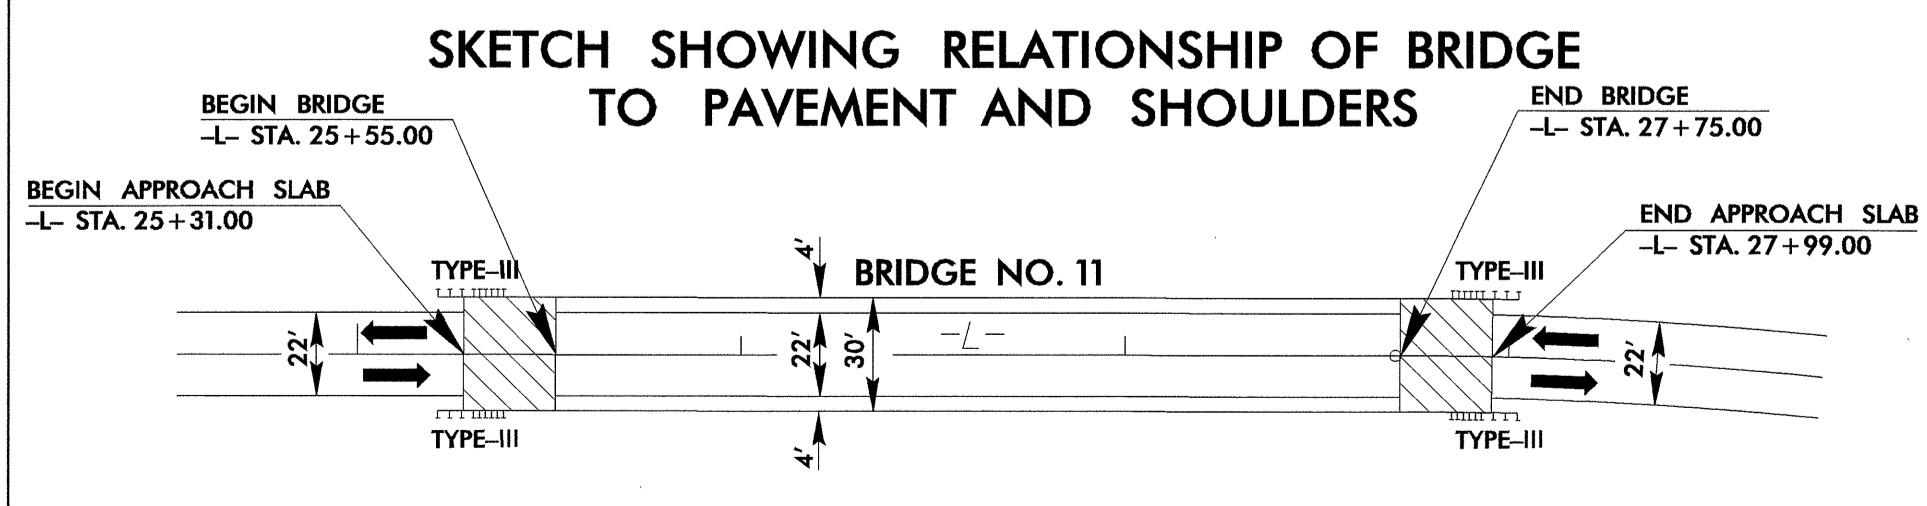 SKETCH SHOWING RELATIONSHIP OF BRIDGE
TO PAVEMENT AND SHOULDERS
BEGIN BRIDGE
-L- STA. 25+55.00
END BRIDGE
-L- STA. 27+75.00
BEGIN APPROACH SLAB
-L- STA. 25+31.00
END APPROACH SLAB
-L- STA. 27+99.00
TYPE-III
4'
BRIDGE NO. 11
TYPE-III
22'
22'
30'
-L-
22'
TYPE-III
4'
TYPE-III